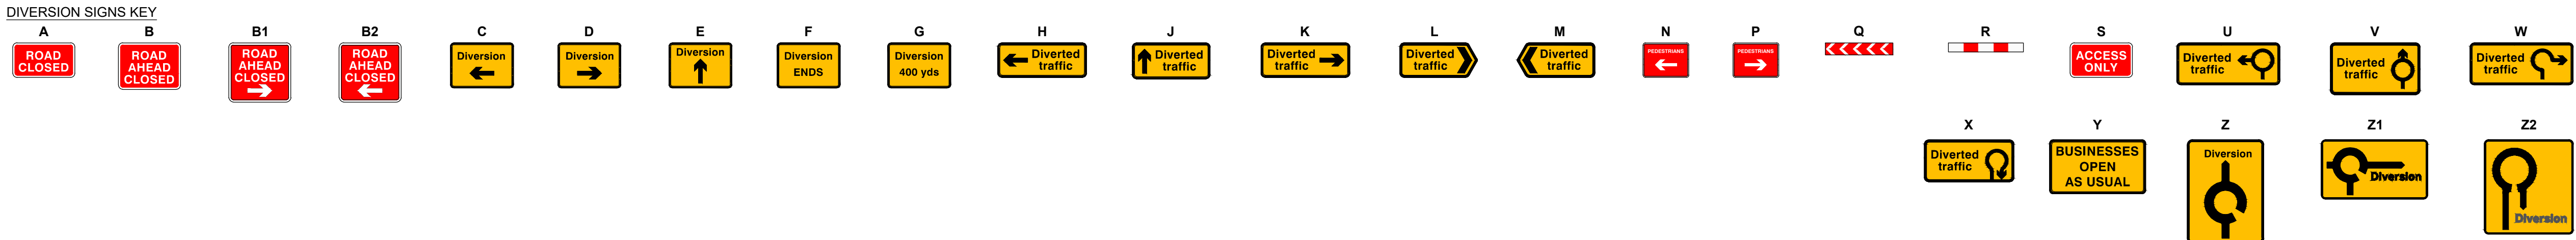 DIVERSION SIGNS KEY
A B B1 B2 C D E F G H J K L M N P Q R S U V W
ROAD
CLOSED
ROAD
AHEAD
CLOSED
ROAD
AHEAD
CLOSED
ROAD
AHEAD
CLOSED
Diversion
Diversion
Diversion
Diversion
ENDS
Diversion
400 yds
Diverted
traffic
Diverted
traffic
Diverted
traffic
Diverted
traffic
Diverted
traffic
PEDESTRIANS
PEDESTRIANS
ACCESS
ONLY
Diverted
traffic
Diverted
traffic
Diverted
traffic
X Y Z Z1 Z2
Diverted
traffic
BUSINESSES
OPEN
AS USUAL
Diversion
Diversion
Diversion